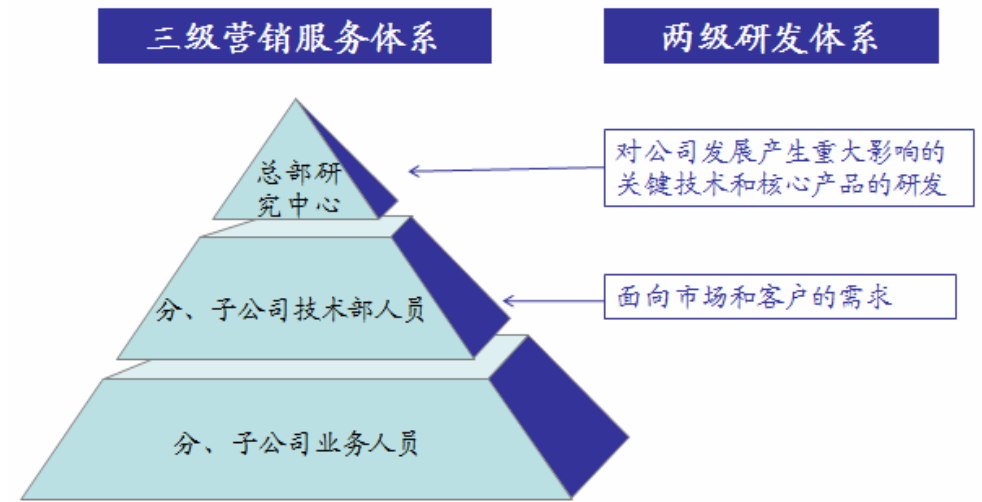 三级营销服务体系
两级研发体系
总部研
究中心
对公司发展产生重大影响的
关键技术和核心产品的研发
分、子公司技术部人员
面向市场和客户的需求
分、子公司业务人员